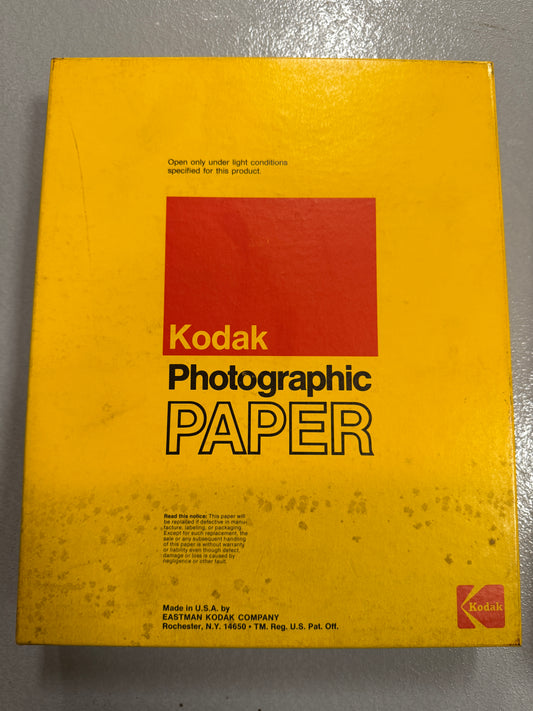 Open only under light conditions
specified for this product.
Kodak
Photographic
PAPER
Read this notice: This paper will
be replaced if defective in manu-
facture, labeling, or packaging.
Except for such replacement, the
sale or any subsequent handling
of this paper is without warranty
or liability even though defect,
damage or loss is caused by
negligence or other fault.
Made in U.S.A. by
EASTMAN KODAK COMPANY
Rochester, N.Y. 14650 • TM. Reg. U.S. Pat. Off.
Kodak